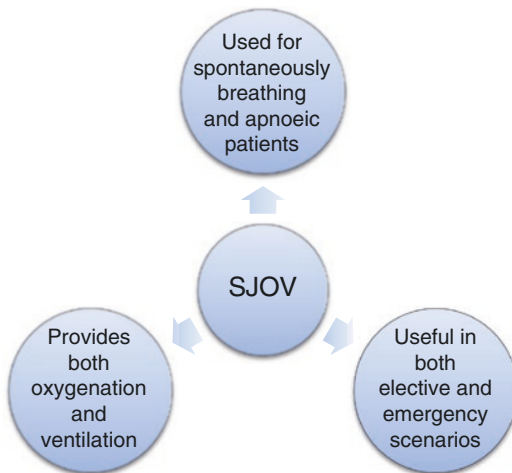 Used for
spontaneously
breathing
and apnoeic
patients
SJOV
Provides
both
oxygenation
and
ventilation
Useful in
both
elective and
emergency
scenarios